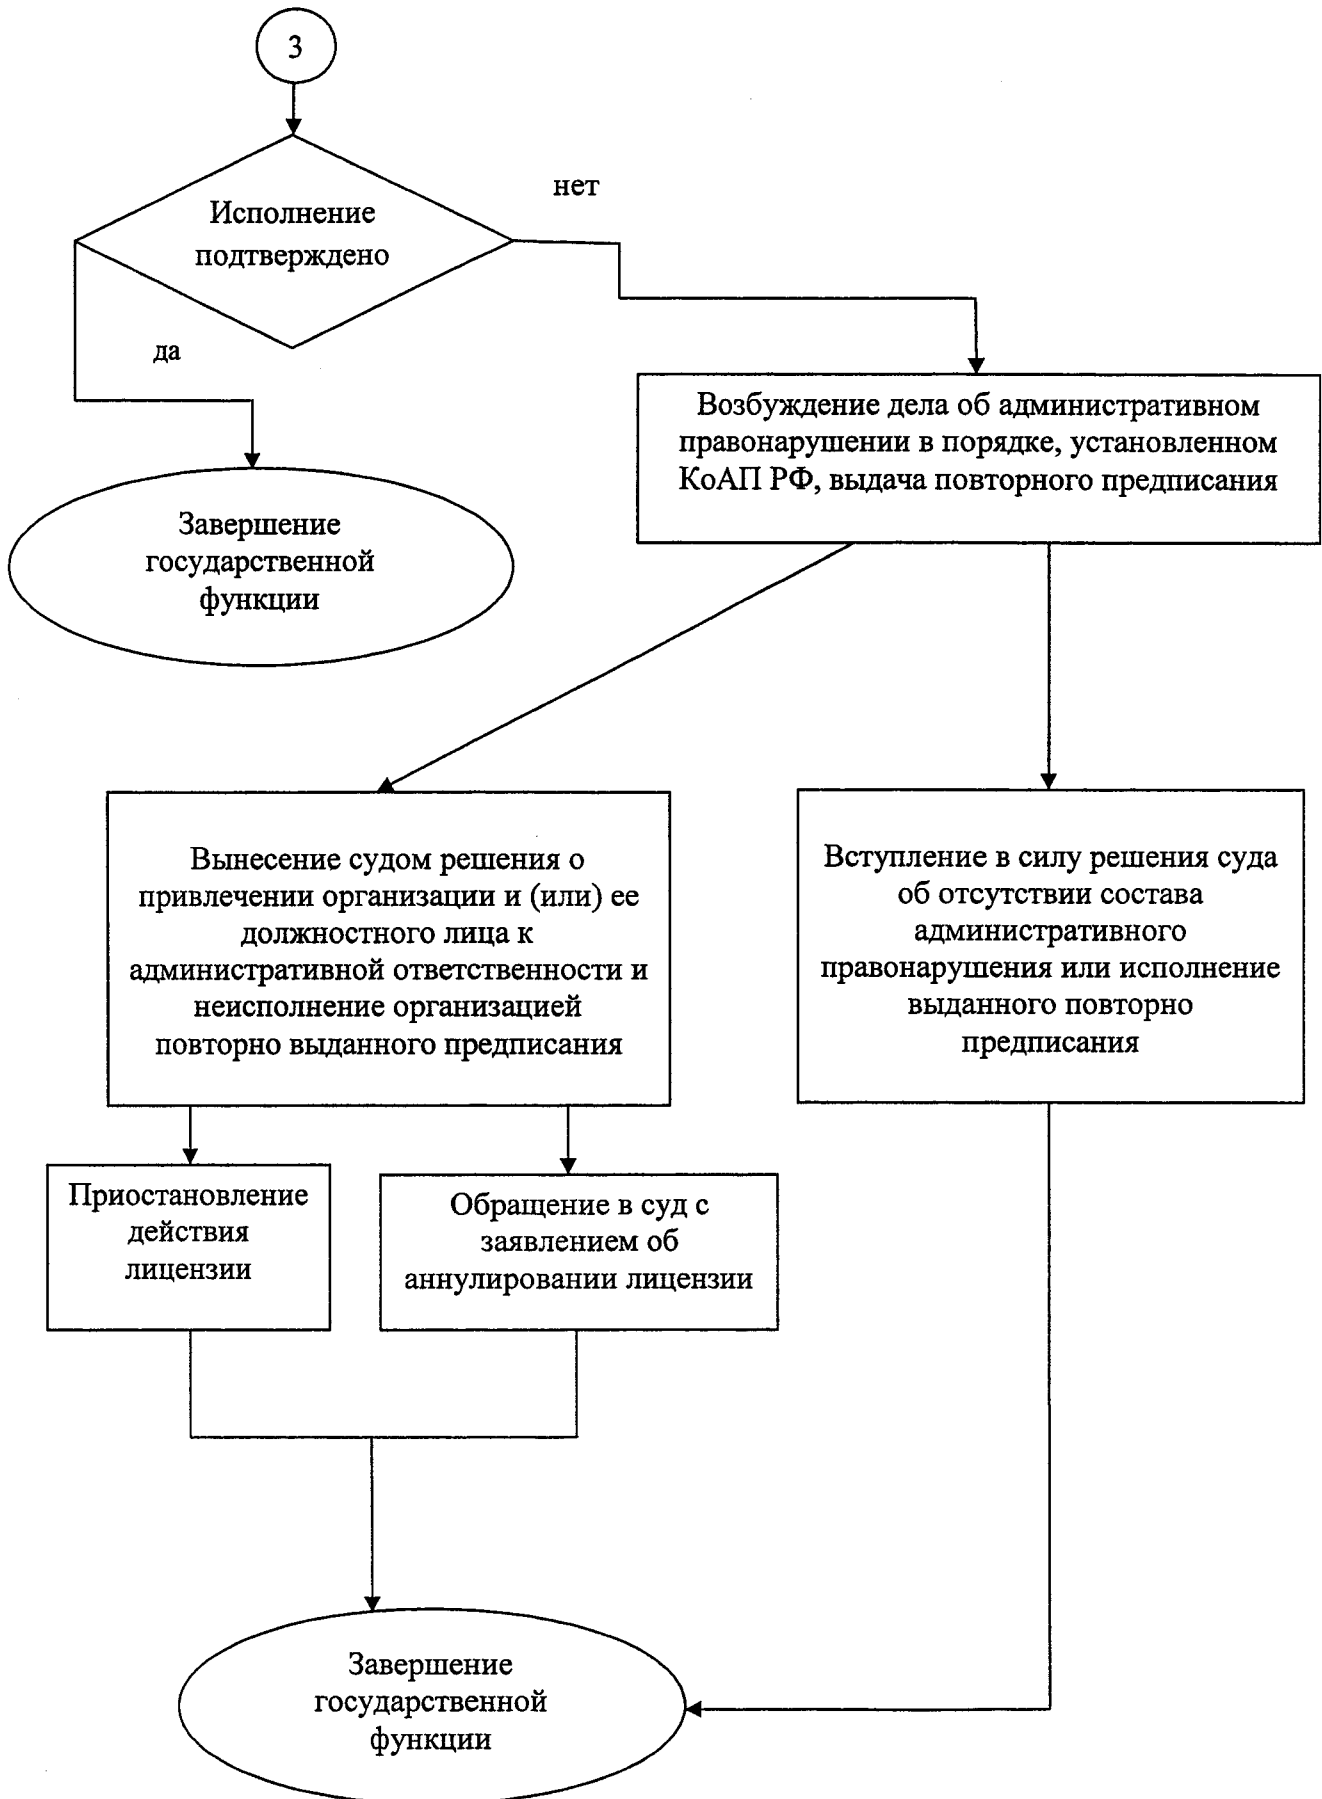 3
нет
Исполнение
подтверждено
да
Возбуждение дела об административном
правонарушении в порядке, установленном
КоАП РФ, выдача повторного предписания
Завершение
государственной
функции
Вынесение судом решения о
привлечении организации и (или) ее
должностного лица к
административной ответственности и
неисполнение организацией
повторно выданного предписания
Вступление в силу решения суда
об отсутствии состава
административного
правонарушения или исполнение
выданного повторно
предписания
Приостановление
действия
лицензии
Обращение в суд с
заявлением об
аннулировании лицензии
Завершение
государственной
функции